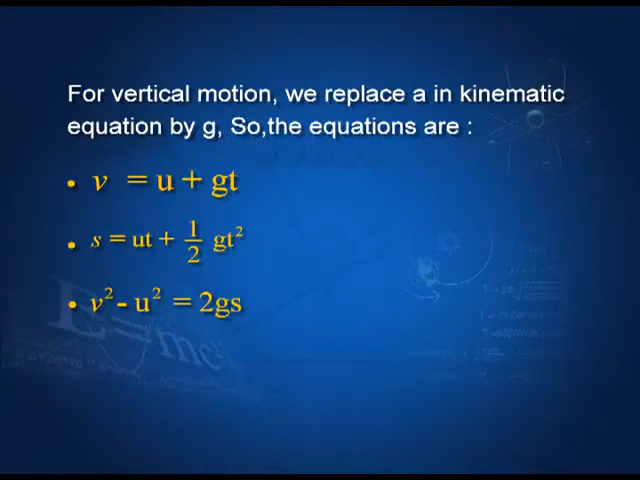 For vertical motion, we replace a in kinematic
equation by g, So,the equations are :
• v = u + gt
• s = ut + 1/2 gt²
• v² - u² = 2gs